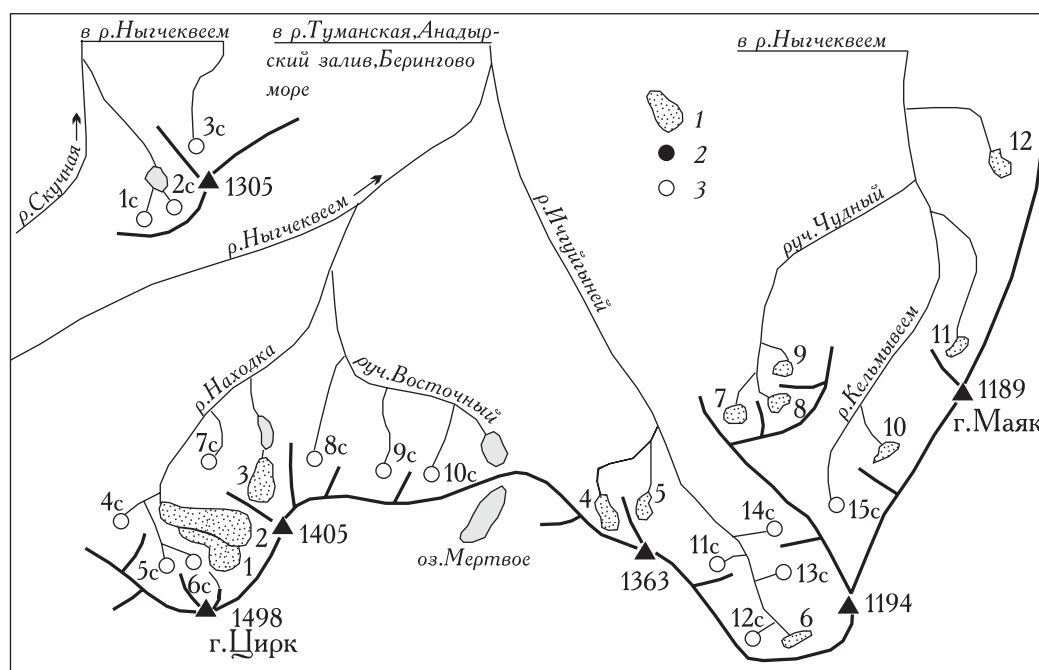 в р.Ныгчеквеем
в р.Туманская,Анадыр-
ский залив,Берингово
море
в р.Ныгчеквеем
1
2
3
12
3с
2с
1с
1305
р.Скучная
р.Ныгчеквеем
р.Ичгуйгыней
руч.Чудный
р.Кельмывеем
11
9
7
8
1189
г.Маяк
10
р.Находка
руч.Восточный
7с
3
8с
9с
10с
4
5
15с
14с
4с
2
1405
оз.Мертвое
11с
13с
1363
5с
6с
1
12с
6
1194
1498
г.Цирк